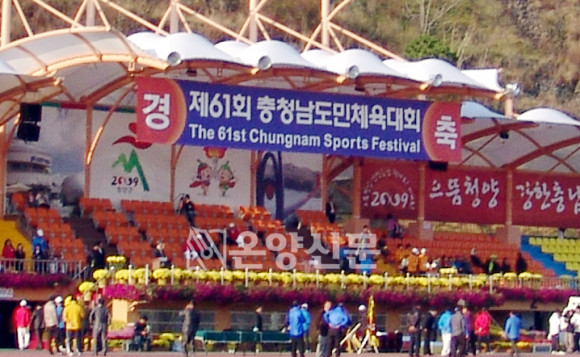 경
제61회 충청남도민체육대회
The 61st Chungnam Sports Festival
축
2009
2009
으뜸청양
강한충남
온양신문